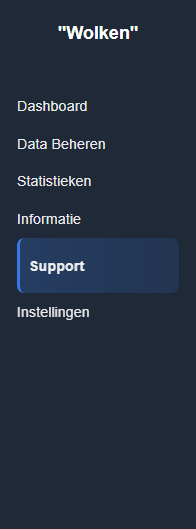 "Wolken"
Dashboard
Data Beheren
Statistieken
Informatie
Support
Instellingen